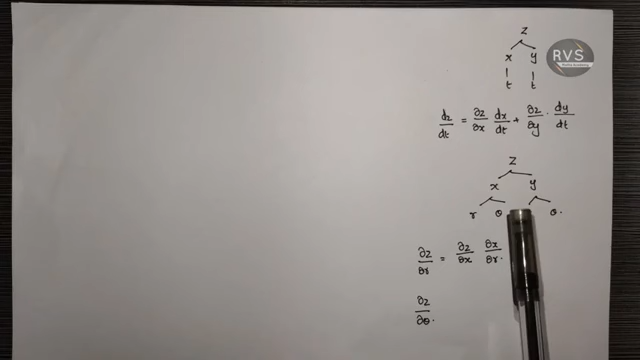 z
RVS
x y
t t
dz/dt = ∂z/∂x dx/dt + ∂z/∂y · dy/dt
z
x y
r θ θ.
∂z/∂r = ∂z/∂x ∂x/∂r.
∂z/∂θ.